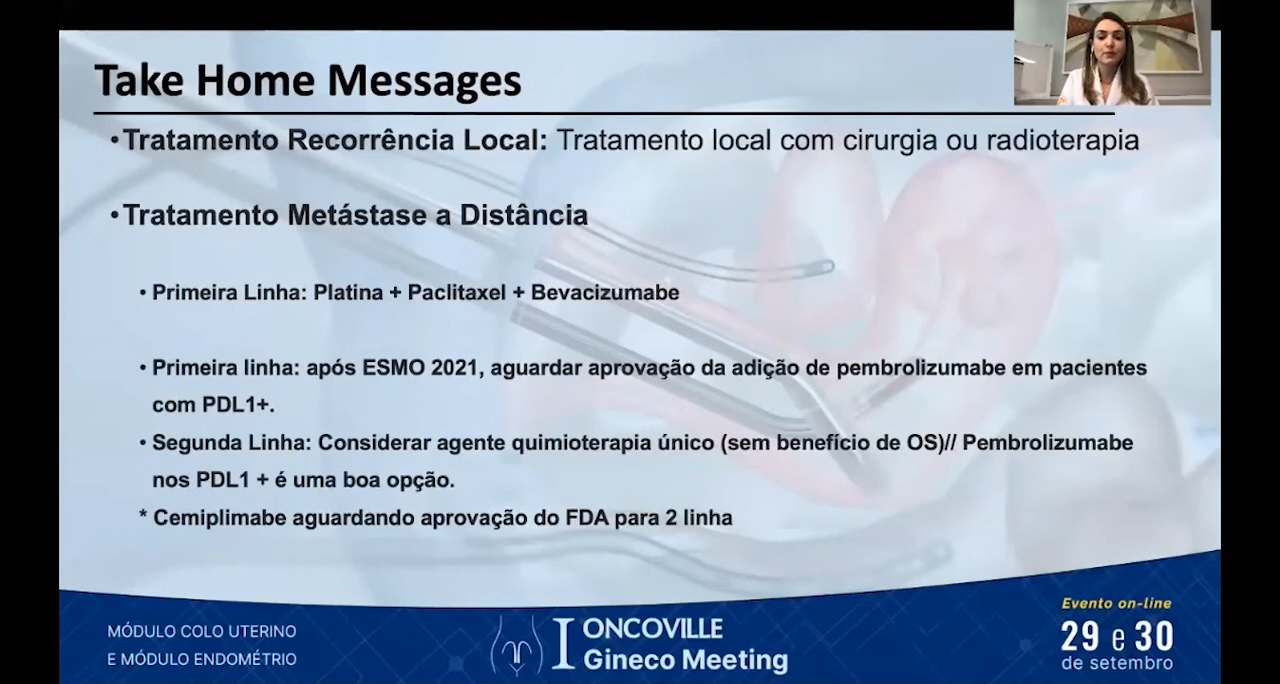 Take Home Messages
•Tratamento Recorrência Local: Tratamento local com cirurgia ou radioterapia
•Tratamento Metástase a Distância
• Primeira Linha: Platina + Paclitaxel + Bevacizumabe
• Primeira linha: após ESMO 2021, aguardar aprovação da adição de pembrolizumabe em pacientes
com PDL1+.
• Segunda Linha: Considerar agente quimioterapia único (sem benefício de OS)// Pembrolizumabe
nos PDL1 + é uma boa opção.
* Cemiplimabe aguardando aprovação do FDA para 2 linha
MÓDULO COLO UTERINO
E MÓDULO ENDOMÉTRIO
I ONCOVILLE
Gineco Meeting
Evento on-line
29 e 30
de setembro